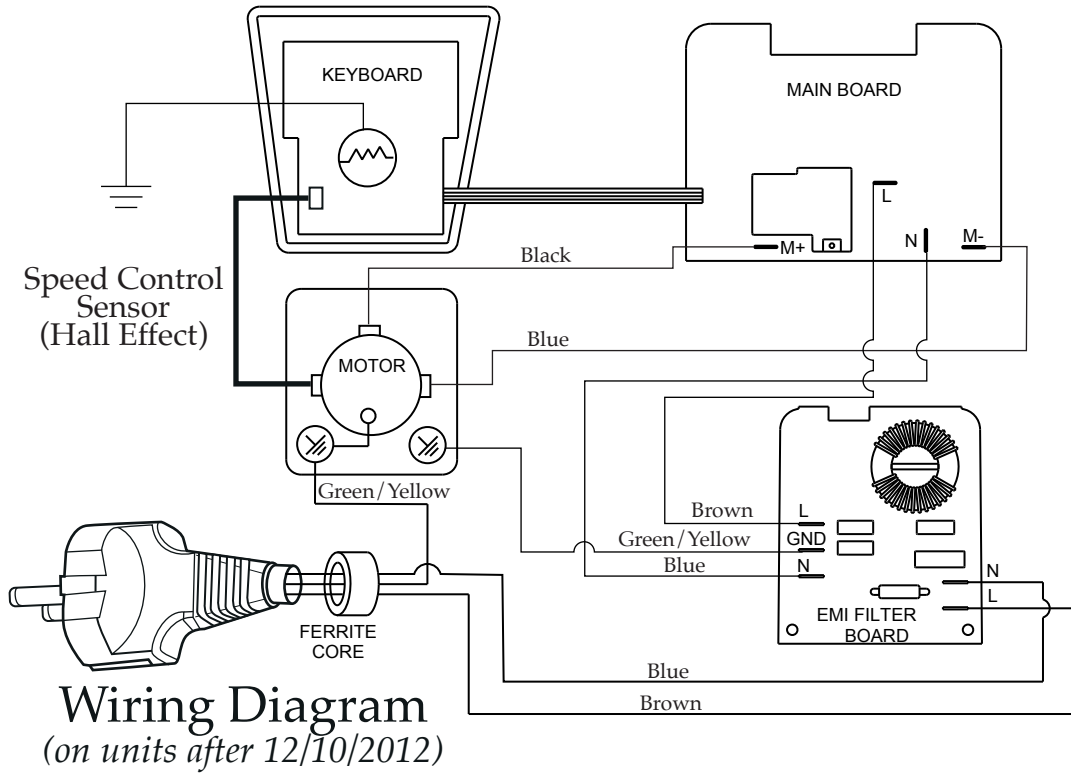 KEYBOARD
MAIN BOARD
L
N
M-
M+
Black
Speed Control
Sensor
(Hall Effect)
Blue
MOTOR
Green/Yellow
Brown
L
Green/Yellow
GND
Blue
N
N
L
EMI FILTER
BOARD
FERRITE
CORE
Blue
Brown
Wiring Diagram
(on units after 12/10/2012)